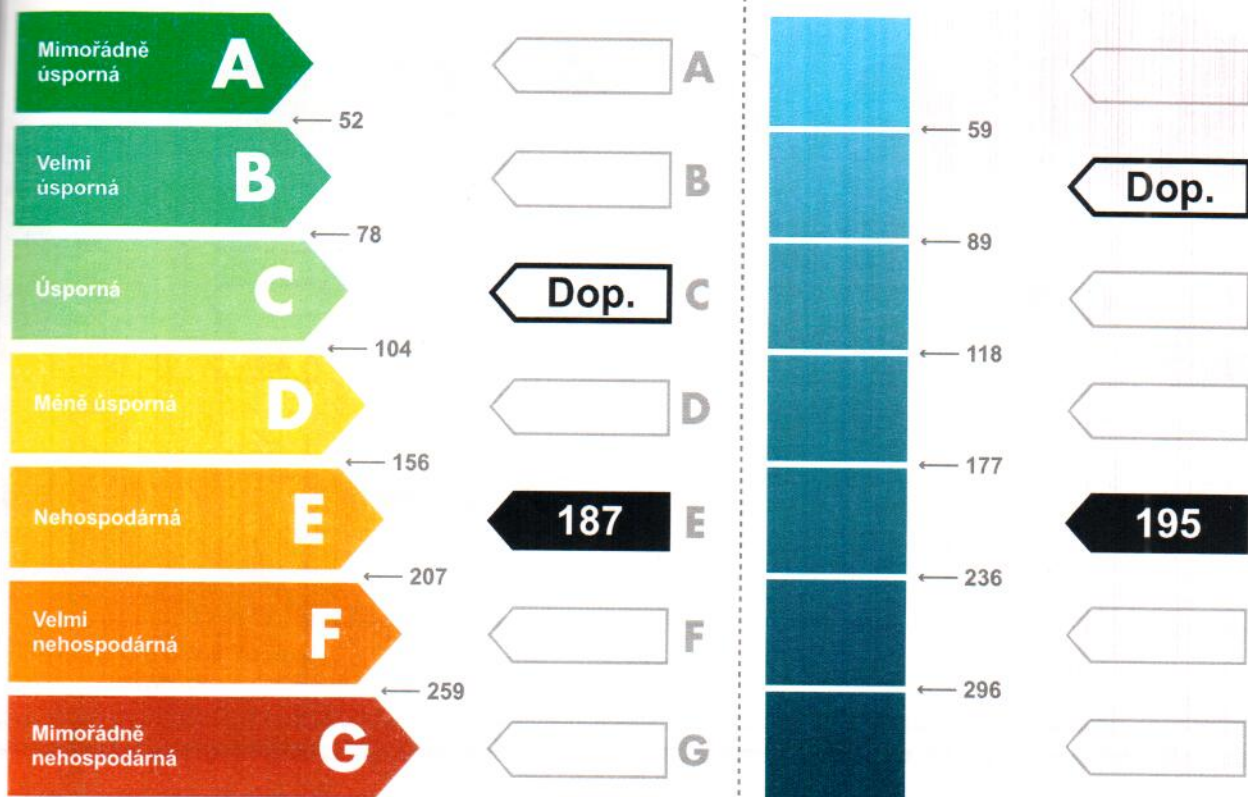 Mimořádně
úsporná
A
A
52
59
Velmi
úsporná
B
B
Dop.
78
89
Úsporná
C
Dop.
C
104
118
Méně úsporná
D
D
156
177
Nehospodárná
E
187
E
195
207
236
Velmi
nehospodárná
F
F
259
296
Mimořádně
nehospodárná
G
G